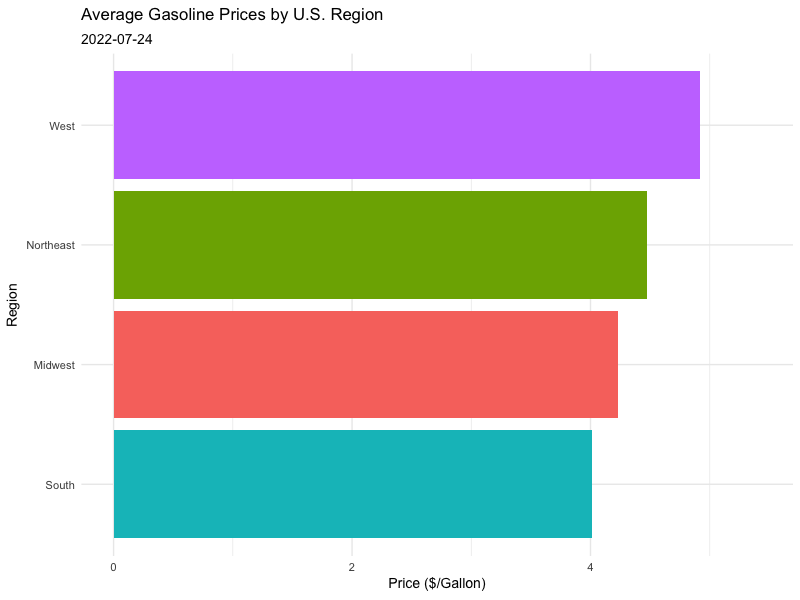 Average Gasoline Prices by U.S. Region
2022-07-24
West
Northeast
Midwest
South
Region
0 2 4
Price ($/Gallon)